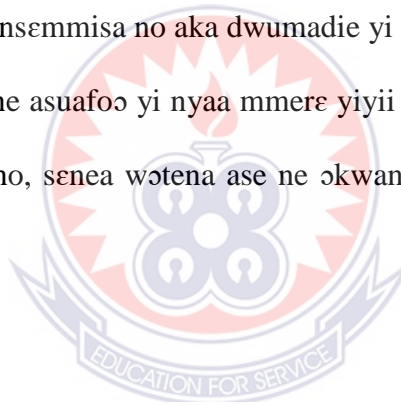 nsɛmmisa no aka dwumadie yi
ne asuafoɔ yi nyaa mmerɛ yiyii
no, sɛnea wɔtena ase ne ɔkwan
EDUCATION FOR SERVICE